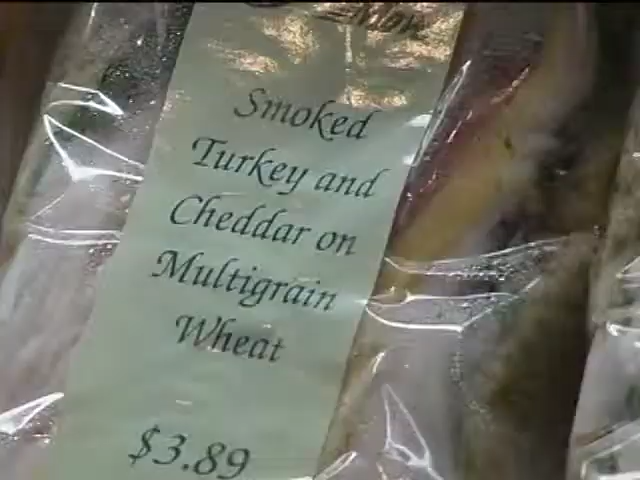 Smoked
Turkey and
Cheddar on
Multigrain
Wheat
$3.89